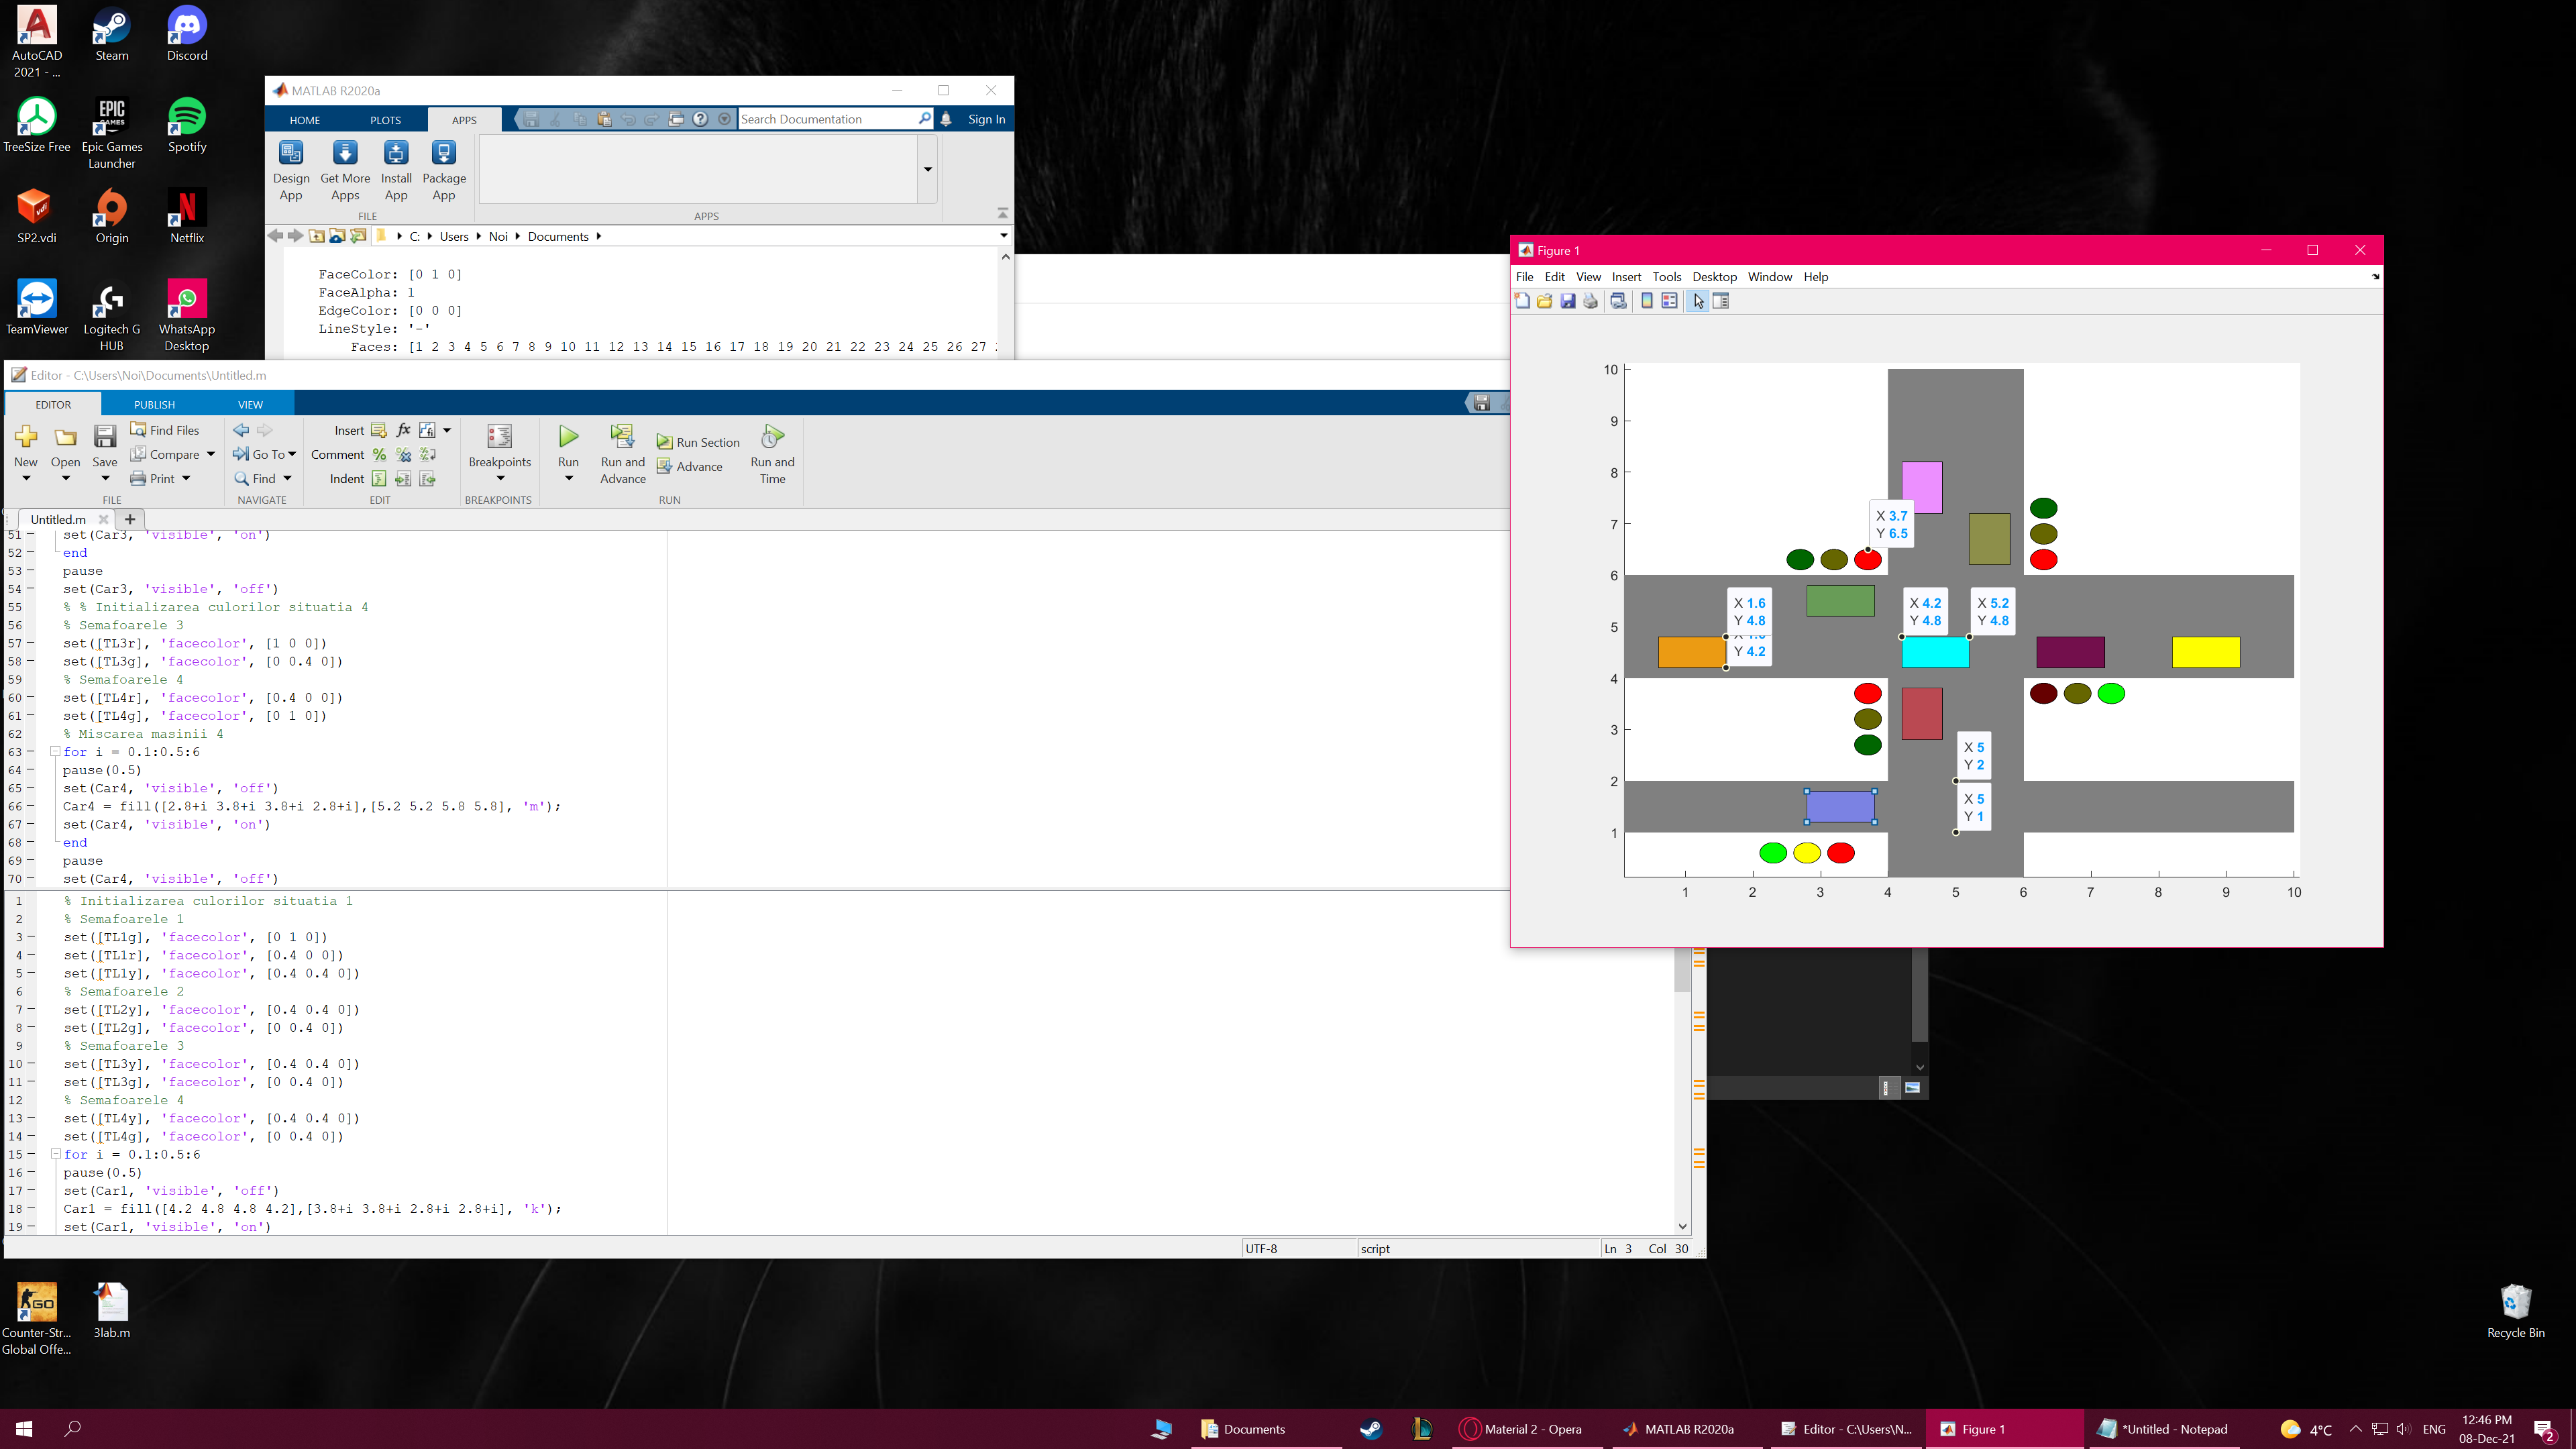 AutoCAD
2021 - ...
Steam
Discord
TreeSize Free
Epic Games
Launcher
Spotify
SP2.vdi
Origin
Netflix
TeamViewer
Logitech G
HUB
WhatsApp
Desktop
MATLAB R2020a
HOME PLOTS APPS
Search Documentation
Sign In
Design
App
Get More
Apps
Install
App
Package
App
FILE APPS
C: Users Noi Documents
FaceColor: [0 1 0]
FaceAlpha: 1
EdgeColor: [0 0 0]
LineStyle: '-'
Faces: [1 2 3 4 5 6 7 8 9 10 11 12 13 14 15 16 17 18 19 20 21 22 23 24 25 26 27
Editor - C:\Users\Noi\Documents\Untitled.m
EDITOR PUBLISH VIEW
New
Open
Save
Find Files
Compare
Print
Go To
Find
Insert
Comment
Indent
Breakpoints
Run
Run and
Advance
Run Section
Advance
Run and
Time
FILE NAVIGATE EDIT BREAKPOINTS RUN
Untitled.m
51 set(Car3, 'visible', 'on')
52 end
53 pause
54 set(Car3, 'visible', 'off')
55 % % Initializarea culorilor situatia 4
56 % Semafoarele 3
57 set([TL3r], 'facecolor', [1 0 0])
58 set([TL3g], 'facecolor', [0 0.4 0])
59 % Semafoarele 4
60 set([TL4r], 'facecolor', [0.4 0 0])
61 set([TL4g], 'facecolor', [0 1 0])
62 % Miscarea masinii 4
63 for i = 0.1:0.5:6
64 pause(0.5)
65 set(Car4, 'visible', 'off')
66 Car4 = fill([2.8+i 3.8+i 3.8+i 2.8+i],[5.2 5.2 5.8 5.8], 'm');
67 set(Car4, 'visible', 'on')
68 end
69 pause
70 set(Car4, 'visible', 'off')
1 % Initializarea culorilor situatia 1
2 % Semafoarele 1
3 set([TL1g], 'facecolor', [0 1 0])
4 set([TL1r], 'facecolor', [0.4 0 0])
5 set([TL1y], 'facecolor', [0.4 0.4 0])
6 % Semafoarele 2
7 set([TL2y], 'facecolor', [0.4 0.4 0])
8 set([TL2g], 'facecolor', [0 0.4 0])
9 % Semafoarele 3
10 set([TL3y], 'facecolor', [0.4 0.4 0])
11 set([TL3g], 'facecolor', [0 0.4 0])
12 % Semafoarele 4
13 set([TL4y], 'facecolor', [0.4 0.4 0])
14 set([TL4g], 'facecolor', [0 0.4 0])
15 for i = 0.1:0.5:6
16 pause(0.5)
17 set(Car1, 'visible', 'off')
18 Car1 = fill([4.2 4.8 4.8 4.2],[3.8+i 3.8+i 2.8+i 2.8+i], 'k');
19 set(Car1, 'visible', 'on')
UTF-8 script Ln 3 Col 30
Figure 1
File Edit View Insert Tools Desktop Window Help
10
9
8
7
6
5
4
3
2
1
X 3.7
Y 6.5
X 1.6
Y 4.8
Y 4.2
X 4.2
Y 4.8
X 5.2
Y 4.8
X 5
Y 2
X 5
Y 1
1 2 3 4 5 6 7 8 9 10
Counter-Str...
Global Offe...
3lab.m
Recycle Bin
Documents
Material 2 - Opera
MATLAB R2020a
Editor - C:\Users\N...
Figure 1
*Untitled - Notepad
4°C
ENG
12:46 PM
08-Dec-21
2